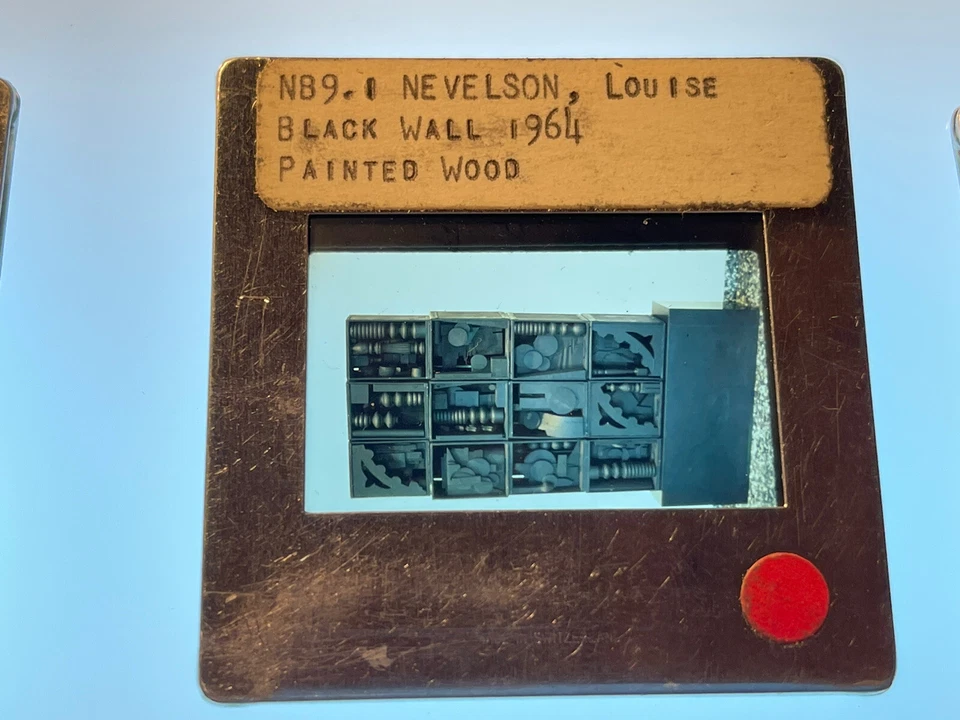 NB9.1 NEVELSON, LOUISE
BLACK WALL 1964
PAINTED WOOD